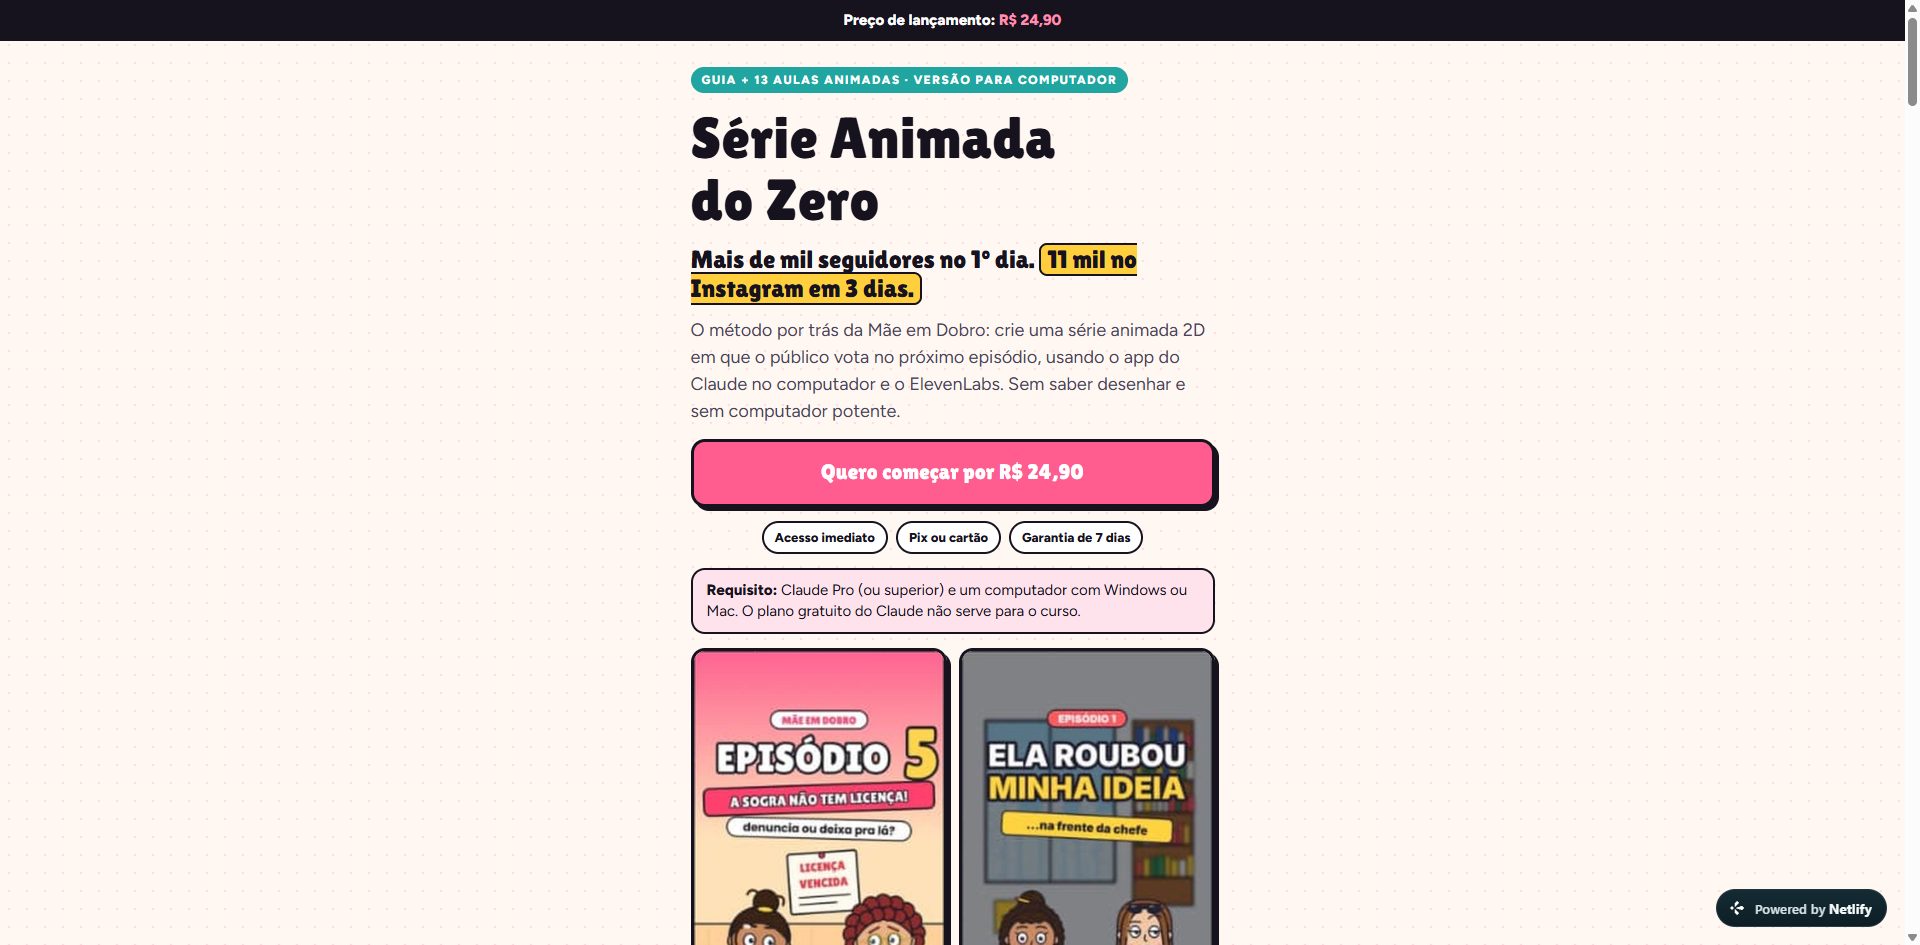 Preço de lançamento: R$ 24,90
GUIA + 13 AULAS ANIMADAS · VERSÃO PARA COMPUTADOR
Série Animada
do Zero
Mais de mil seguidores no 1º dia. 11 mil no
Instagram em 3 dias.
O método por trás da Mãe em Dobro: crie uma série animada 2D
em que o público vota no próximo episódio, usando o app do
Claude no computador e o ElevenLabs. Sem saber desenhar e
sem computador potente.
Quero começar por R$ 24,90
Acesso imediato
Pix ou cartão
Garantia de 7 dias
Requisito: Claude Pro (ou superior) e um computador com Windows ou
Mac. O plano gratuito do Claude não serve para o curso.
MÃE EM DOBRO
EPISÓDIO 5
A SOGRA NÃO TEM LICENÇA!
denuncia ou deixa pra lá?
LICENÇA
VENCIDA
EPISÓDIO 1
ELA ROUBOU
MINHA IDEIA
...na frente da chefe
Powered by Netlify